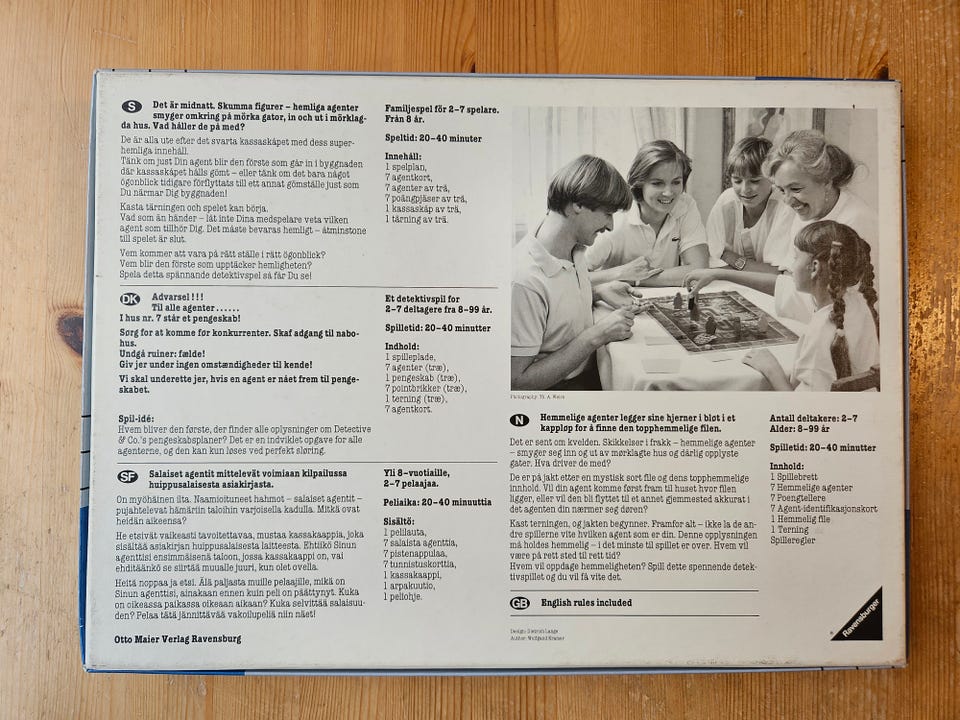 S Det är midnatt. Skumma figurer – hemliga agenter
smyger omkring på mörka gator, in och ut i mörklag-
da hus. Vad håller de på med?
De är alla ute efter det svarta kassaskåpet med dess super-
hemliga innehåll.
Tänk om just Din agent blir den förste som går in i byggnaden
där kassaskåpet hålls gömt – eller tänk om det bara något
ögonblick tidigare förflyttats till ett annat gömställe just som
Du närmar Dig byggnaden!
Kasta tärningen och spelet kan börja.
Vad som än händer – låt inte Dina medspelare veta vilken
agent som tillhör Dig. Det måste bevaras hemligt – åtminstone
till spelet är slut.
Vem kommer att vara på rätt ställe i rätt ögonblick?
Vem blir den förste som upptäcker hemligheten?
Spela detta spännande detektivspel så får Du se!
Familjespel för 2–7 spelare.
Från 8 år.
Speltid: 20–40 minuter
Innehåll:
1 spelplan,
7 agentkort,
7 agenter av trä,
7 poängpjäser av trä,
1 kassaskåp av trä,
1 tärning av trä.
DK Advarsel!!!
Til alle agenter......
I hus nr. 7 står et pengeskab!
Sørg for at komme før konkurrenter. Skaf adgang til nabo-
hus.
Undgå ruiner: fælde!
Giv jer under ingen omstændigheder til kende!
Vi skal underrette jer, hvis en agent er nået frem til penge-
skabet.
Spil-idé:
Hvem bliver den første, der finder alle oplysningen om Detective
& Co.'s pengeskabsplaner? Det er en indviklet opgave for alle
agenterne, og den kan kun løses ved perfekt sløring.
Et detektivspil for
2–7 deltagere fra 8–99 år.
Spilletid: 20–40 minutter
Indhold:
1 spilleplade,
7 agenter (træ),
1 pengeskab (træ),
7 pointbrikker (træ),
1 terning (træ),
7 agentkort.
SF Salaiset agentit mittelevät voimiaan kilpailussa
huippusalaisesta asiakirjasta.
On myöhäinen ilta. Naamioituneet hahmot – salaiset agentit –
pujahtelevat hämäriin taloihin varjoisella kadulla. Mitkä ovat
heidän aikeensa?
He etsivät vaikeasti tavoitettavaa, mustaa kassakaappia, joka
sisältää asiakirjan huippusalaisesta laitteesta. Ehtiikö Sinun
agenttisi ensimmäisenä taloon, jossa kassakaappi on, vai
ehditäänkö se siirtää muualle juuri, kun olet ovella.
Heitä noppaa ja etsi. Älä paljasta muille pelaajille, mikä on
Sinun agenttisi, ainakaan ennen kuin peli on päättynyt. Kuka
on oikeassa paikassa oikeaan aikaan? Kuka selvittää salaisuu-
den? Pelaa tätä jännittävää vakoilupeliä niin näet!
Yli 8-vuotiaille,
2–7 pelaajaa.
Peliaika: 20–40 minuuttia
Sisältö:
1 pelilauta,
7 salaista agenttia,
7 pistenappulaa,
7 tunnistuskorttia,
1 kassakaappi,
1 arpakuutio,
1 peliohje.
Otto Maier Verlag Ravensburg
Photography: Th. A. Weiss
N Hemmelige agenter legger sine hjerner i bløt i et
kappløp for å finne den topphemmelige filen.
Det er sent om kvelden. Skikkelser i frakk – hemmelige agenter
– smyger seg inn og ut av mørklagte hus og dårlig opplyste
gater. Hva driver de med?
De er på jakt etter en mystisk sort file og dens topphemmelige
innhold. Vil din agent komme først fram til huset hvor filen
ligger, eller vil den bli flyttet til et annet gjemmested akkurat i
det agenten din nærmer seg døren?
Kast terningen, og jakten begynner. Framfor alt – ikke la de an-
dre spillerne vite hvilken agent som er din. Denne opplysningen
må holdes hemmelig – i det minste til spillet er over. Hvem vil
være på rett sted til rett tid?
Hvem vil oppdage hemmeligheten? Spill dette spennende detek-
tivspillet og du vil få vite det.
Antall deltakere: 2–7
Alder: 8–99 år
Spilletid: 20–40 minutter
Innhold:
1 Spillebrett
7 Hemmelige agenter
7 Poengtellere
7 Agent-identifikasjonskort
1 Hemmelig file
1 Terning
Spilleregler
GB English rules included
Design: Dietrich Lange
Author: Wolfgang Kramer
Ravensburger